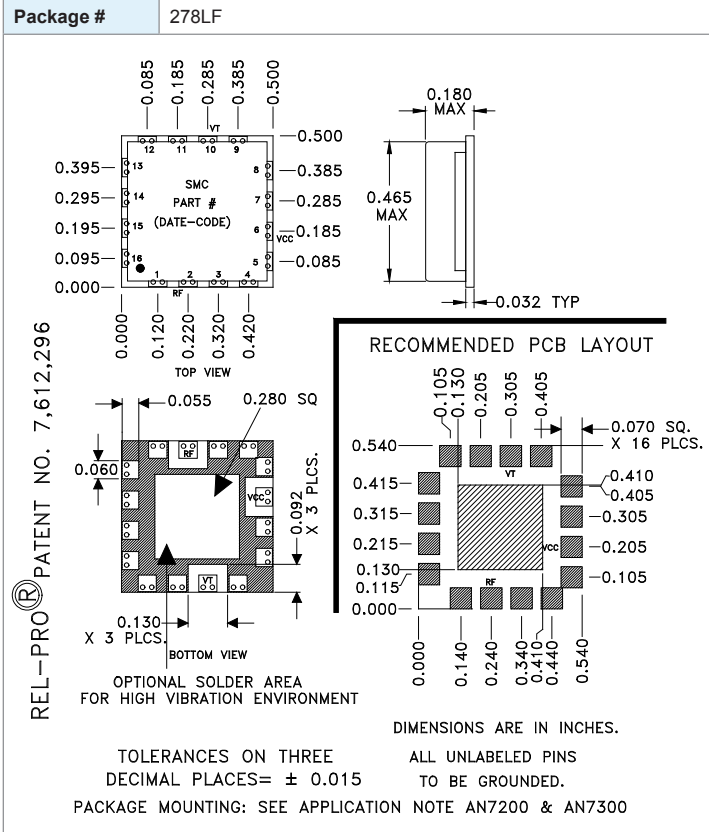 Package # 278LF
0.085 0.185 0.285 0.385 0.500
VT
12 11 10 9
0.500
0.395 13 8 0.385
SMC
0.295 14 PART # 7 0.285
(DATE-CODE)
0.195 15 6 0.185
VCC
0.095 16 5 0.085
1 2 3 4
0.000
RF
0.000 0.120 0.220 0.320 0.420
TOP VIEW
0.180
MAX
0.465
MAX
0.032 TYP
REL-PRO® PATENT NO. 7,612,296
0.055 0.280 SQ
RF
0.060
VCC
0.092
X 3 PLCS.
VT
0.130
X 3 PLCS.
BOTTOM VIEW
OPTIONAL SOLDER AREA
FOR HIGH VIBRATION ENVIRONMENT
RECOMMENDED PCB LAYOUT
0.105 0.130 0.205 0.305 0.405
0.070 SQ.
X 16 PLCS.
0.540
VT
0.410
0.415 0.405
0.315 0.305
0.215 VCC 0.205
0.130
0.115 0.105
RF
0.000
0.000 0.140 0.240 0.340 0.410 0.440 0.540
DIMENSIONS ARE IN INCHES.
TOLERANCES ON THREE
DECIMAL PLACES= ± 0.015
ALL UNLABELED PINS
TO BE GROUNDED.
PACKAGE MOUNTING: SEE APPLICATION NOTE AN7200 & AN7300